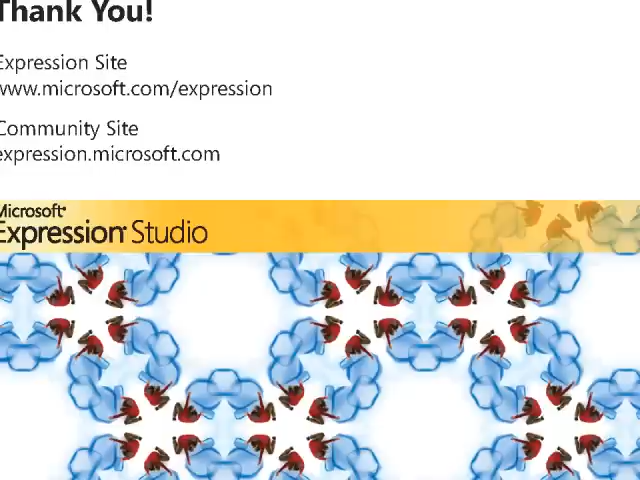 Thank You!
Expression Site
www.microsoft.com/expression
Community Site
expression.microsoft.com
Microsoft®
Expression® Studio